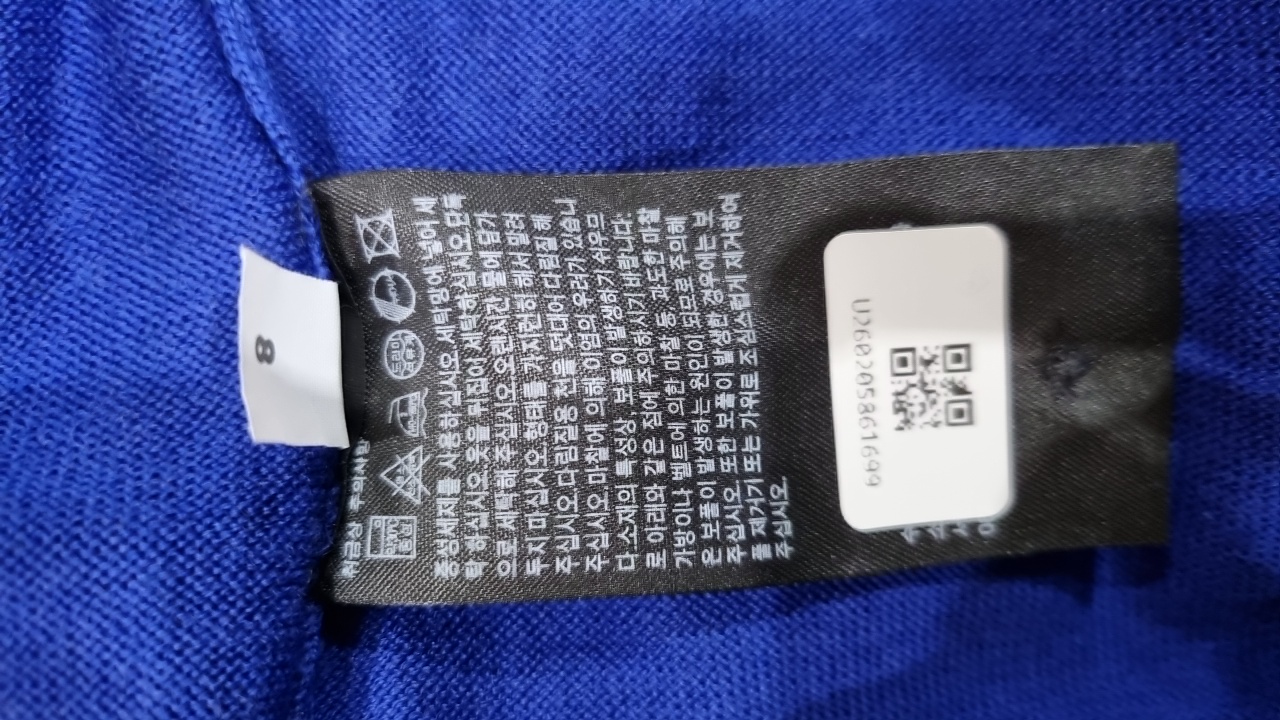 8
취급상 주의사항
중성세제를 사용하십시오 세탁망에 넣어 세
탁 하십시오 옷을 뒤집어 세탁하십시오 단독
으로 세탁해 주십시오 오랜시간 물에 담가
두지 마십시오 형태를 가지런히 해서 말려
주십시오 다림질용 천을 덧대어 다림질 해
주십시오 마찰에 의해 이염의 우려가 있습니
다 소재의 특성상, 보풀이 발생하기 쉬우므
로 아래와 같은 점에 주의하시기 바랍니다:
가방이나 벨트에 의한 마찰 등 과도한 마찰
은 보풀이 발생하는 원인이 되므로 주의해
주십시오. 또한 보풀이 발생한 경우에는 보
풀 제거기 또는 가위로 조심스럽게 제거하여
주십시오
U260205861699